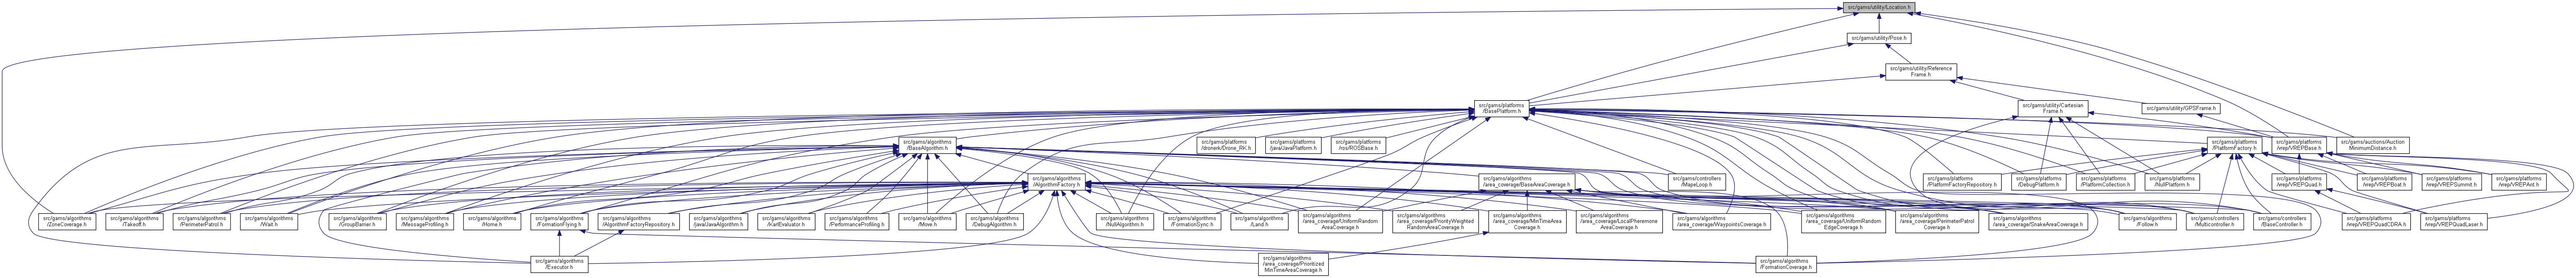 src/gams/utility/Location.h
src/gams/utility/Pose.h
src/gams/utility/Reference
Frame.h
src/gams/platforms
/BasePlatform.h
src/gams/utility/Cartesian
Frame.h
src/gams/utility/GPSFrame.h
src/gams/algorithms
/BaseAlgorithm.h
src/gams/platforms
/dronerk/Drone_RK.h
src/gams/platforms
/java/JavaPlatform.h
src/gams/platforms
/ros/ROSBase.h
src/gams/platforms
/PlatformFactory.h
src/gams/platforms
/vrep/VREPBase.h
src/gams/auctions/Auction
MinimumDistance.h
src/gams/algorithms
/AlgorithmFactory.h
src/gams/algorithms
/area_coverage/BaseAreaCoverage.h
src/gams/controllers
/MapeLoop.h
src/gams/platforms
/PlatformFactoryRepository.h
src/gams/platforms
/DebugPlatform.h
src/gams/platforms
/PlatformCollection.h
src/gams/platforms
/NullPlatform.h
src/gams/platforms
/vrep/VREPQuad.h
src/gams/platforms
/vrep/VREPBoat.h
src/gams/platforms
/vrep/VREPSummit.h
src/gams/platforms
/vrep/VREPAnt.h
src/gams/algorithms
/ZoneCoverage.h
src/gams/algorithms
/Takeoff.h
src/gams/algorithms
/PerimeterPatrol.h
src/gams/algorithms
/Wait.h
src/gams/algorithms
/GroupBarrier.h
src/gams/algorithms
/MessageProfiling.h
src/gams/algorithms
/Home.h
src/gams/algorithms
/FormationFlying.h
src/gams/algorithms
/AlgorithmFactoryRepository.h
src/gams/algorithms
/java/JavaAlgorithm.h
src/gams/algorithms
/KarlEvaluator.h
src/gams/algorithms
/PerformanceProfiling.h
src/gams/algorithms
/Move.h
src/gams/algorithms
/DebugAlgorithm.h
src/gams/algorithms
/NullAlgorithm.h
src/gams/algorithms
/FormationSync.h
src/gams/algorithms
/Land.h
src/gams/algorithms
/area_coverage/UniformRandom
AreaCoverage.h
src/gams/algorithms
/area_coverage/PriorityWeighted
RandomAreaCoverage.h
src/gams/algorithms
/area_coverage/MinTimeArea
Coverage.h
src/gams/algorithms
/area_coverage/LocalPheremone
AreaCoverage.h
src/gams/algorithms
/area_coverage/WaypointsCoverage.h
src/gams/algorithms
/area_coverage/UniformRandom
EdgeCoverage.h
src/gams/algorithms
/area_coverage/PerimeterPatrol
Coverage.h
src/gams/algorithms
/area_coverage/SnakeAreaCoverage.h
src/gams/algorithms
/Follow.h
src/gams/controllers
/Multicontroller.h
src/gams/controllers
/BaseController.h
src/gams/platforms
/vrep/VREPQuadCDRA.h
src/gams/platforms
/vrep/VREPQuadLaser.h
src/gams/algorithms
/Executor.h
src/gams/algorithms
/area_coverage/Prioritized
MinTimeAreaCoverage.h
src/gams/algorithms
/FormationCoverage.h